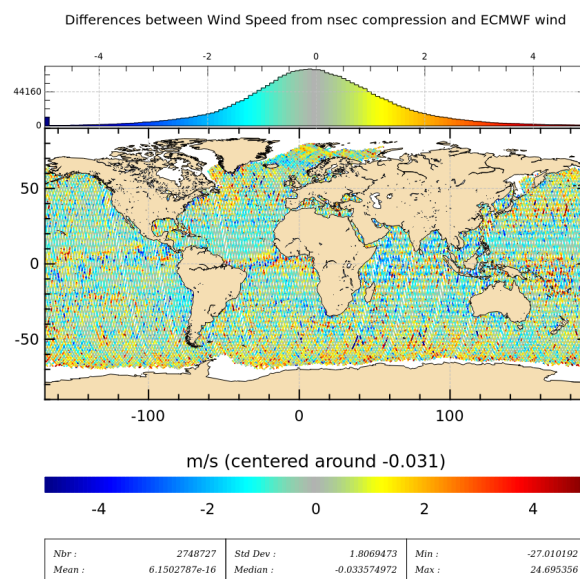 Differences between Wind Speed from nsec compression and ECMWF wind
-4 -2 0 2 4
44160
0
50
0
-50
-100 0 100
m/s (centered around -0.031)
-4 -2 0 2 4
Nbr : 2748727 Std Dev : 1.8069473 Min : -27.010192
Mean : 6.1502787e-16 Median : -0.033574972 Max : 24.695356